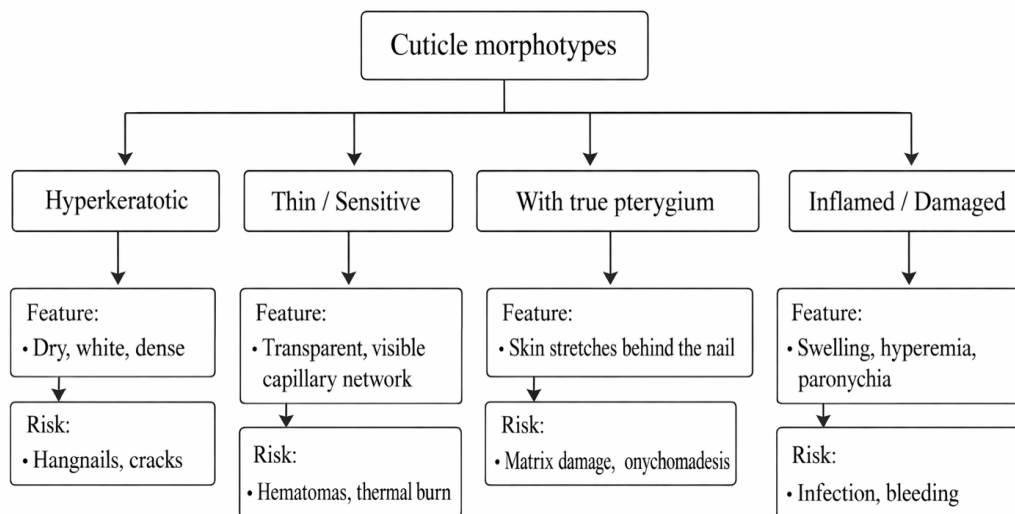 Cuticle morphotypes
Hyperkeratotic
Thin / Sensitive
With true pterygium
Inflamed / Damaged
Feature:
• Dry, white, dense
Risk:
• Hangnails, cracks
Feature:
• Transparent, visible
capillary network
Risk:
• Hematomas, thermal burn
Feature:
• Skin stretches behind the nail
Risk:
• Matrix damage, onychomadesis
Feature:
• Swelling, hyperemia,
paronychia
Risk:
• Infection, bleeding